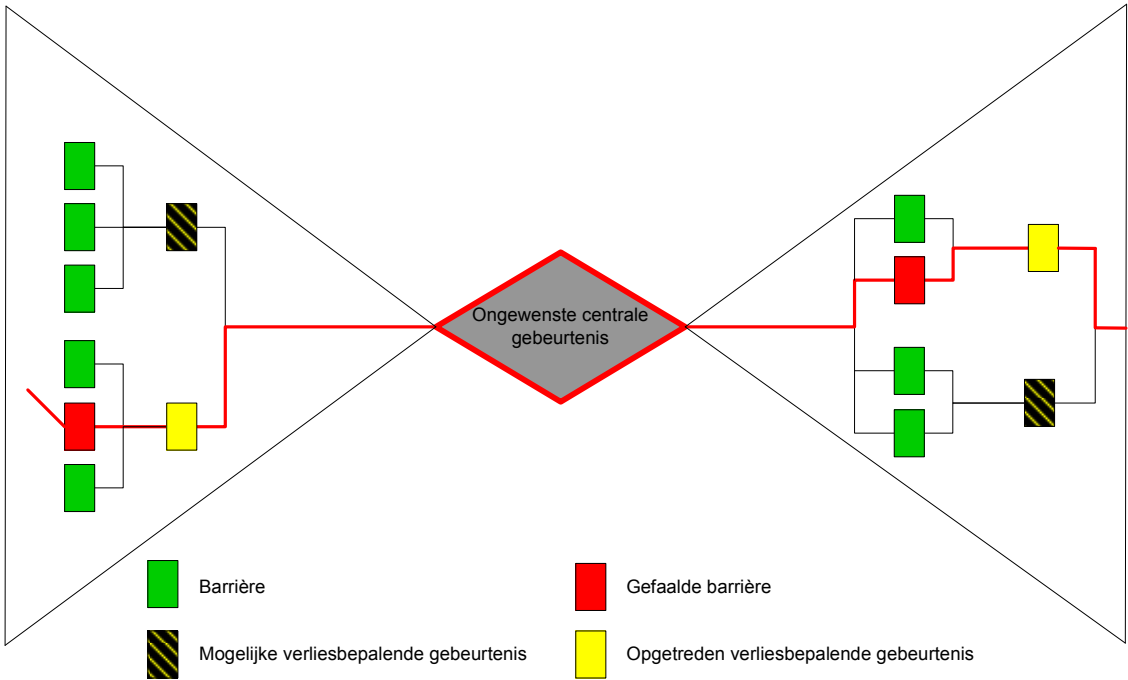 Ongewenste centrale
gebeurtenis
Barrière
Gefaalde barrière
Mogelijke verliesbepalende gebeurtenis
Opgetreden verliesbepalende gebeurtenis